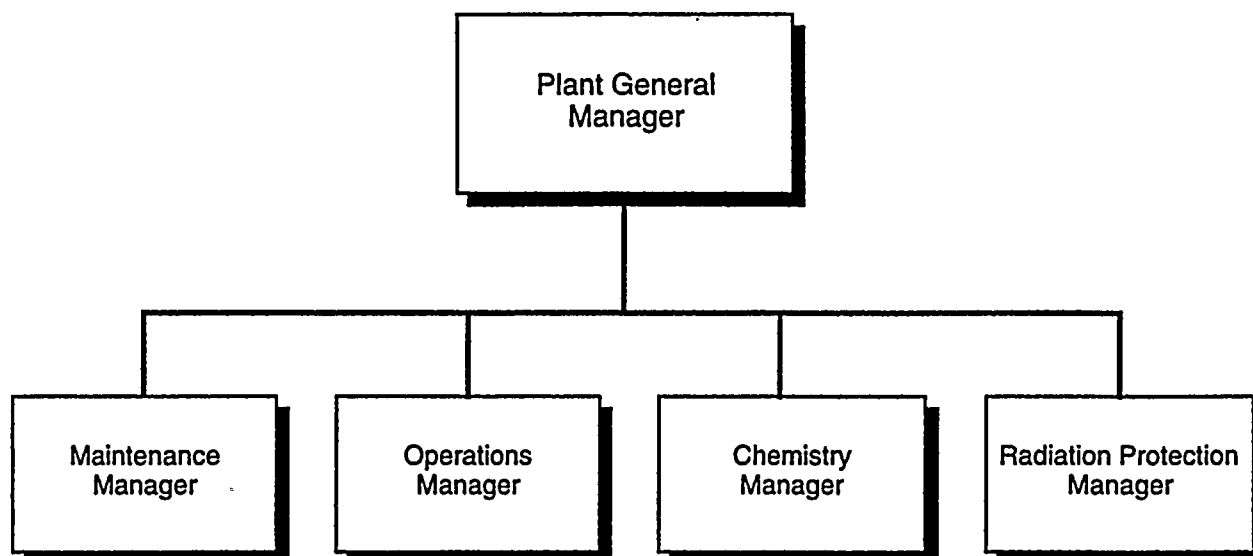 Plant General
Manager
Maintenance
Manager
Operations
Manager
Chemistry
Manager
Radiation Protection
Manager